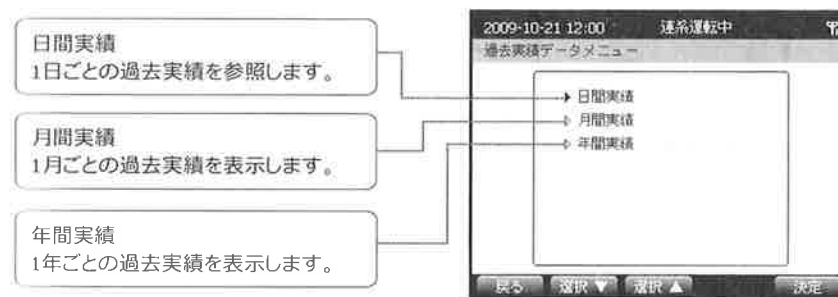 日間実績
1日ごとの過去実績を参照します。
月間実績
1月ごとの過去実績を表示します。
年間実績
1年ごとの過去実績を表示します。
2009-10-21 12:00 連系運転中
過去実績データメニュー
日間実績
月間実績
年間実績
戻る 選択▼ 選択▲ 決定